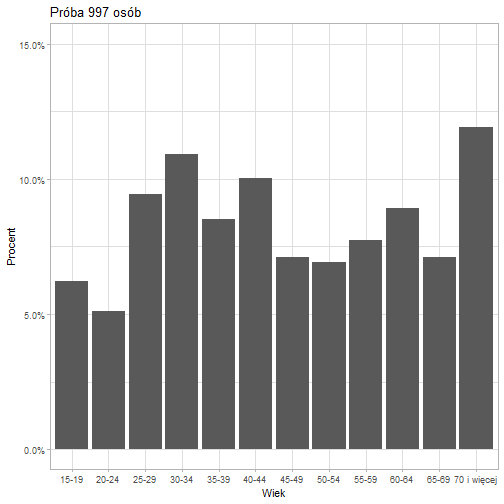 Próba 997 osób
15.0%
10.0%
5.0%
0.0%
Procent
15-19 20-24 25-29 30-34 35-39 40-44 45-49 50-54 55-59 60-64 65-69 70 i więcej
Wiek